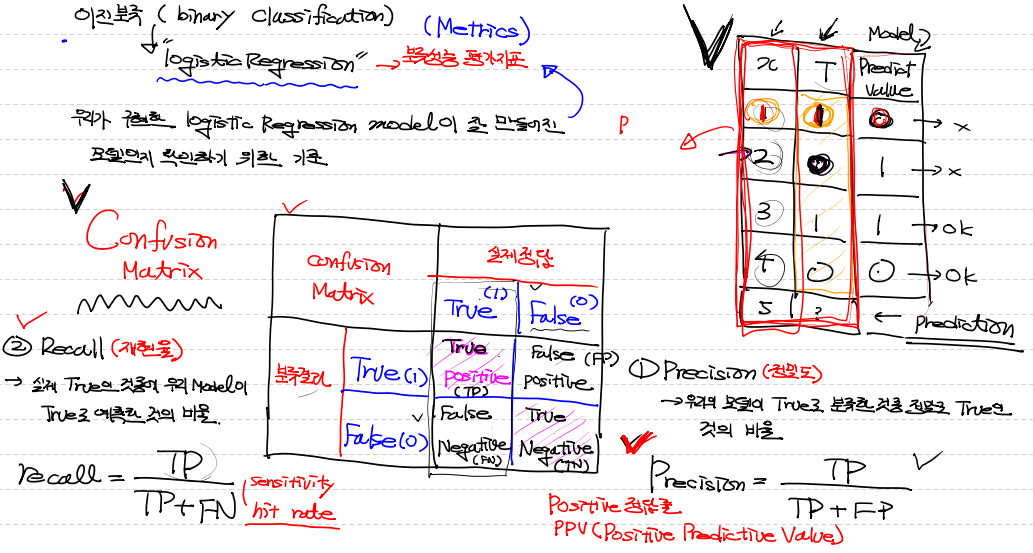 이진분류 (binary classification)
(Metrics)
"logistic Regression" → 분류성능 평가지표
우리가 구현한 logistic Regression model이 잘 만들어진
모델인지 확인하기 위한 기준
P
Model
x T Predict value
1 1 0 → x
2 0 1 → x
3 1 1 → ok
4 0 0 → ok
5 ? ← prediction
Confusion
Matrix
confusion
Matrix
실제정답
True (1) False (0)
분류결과
True(1)
True positive (TP)
False (FP) positive
False(0)
False Negative (FN)
True Negative (TN)
② Recall (재현율)
→ 실제 True인 것중에 우리 Model이
True로 예측한 것의 비율.
recall = TP / TP + FN
sensitivity
hit rate
① Precision (정밀도)
→ 우리의 모델이 True로 분류한 것중 실제로 True인
것의 비율
Precision = TP / TP + FP
Positive 정답률
PPV (Positive Predictive Value)